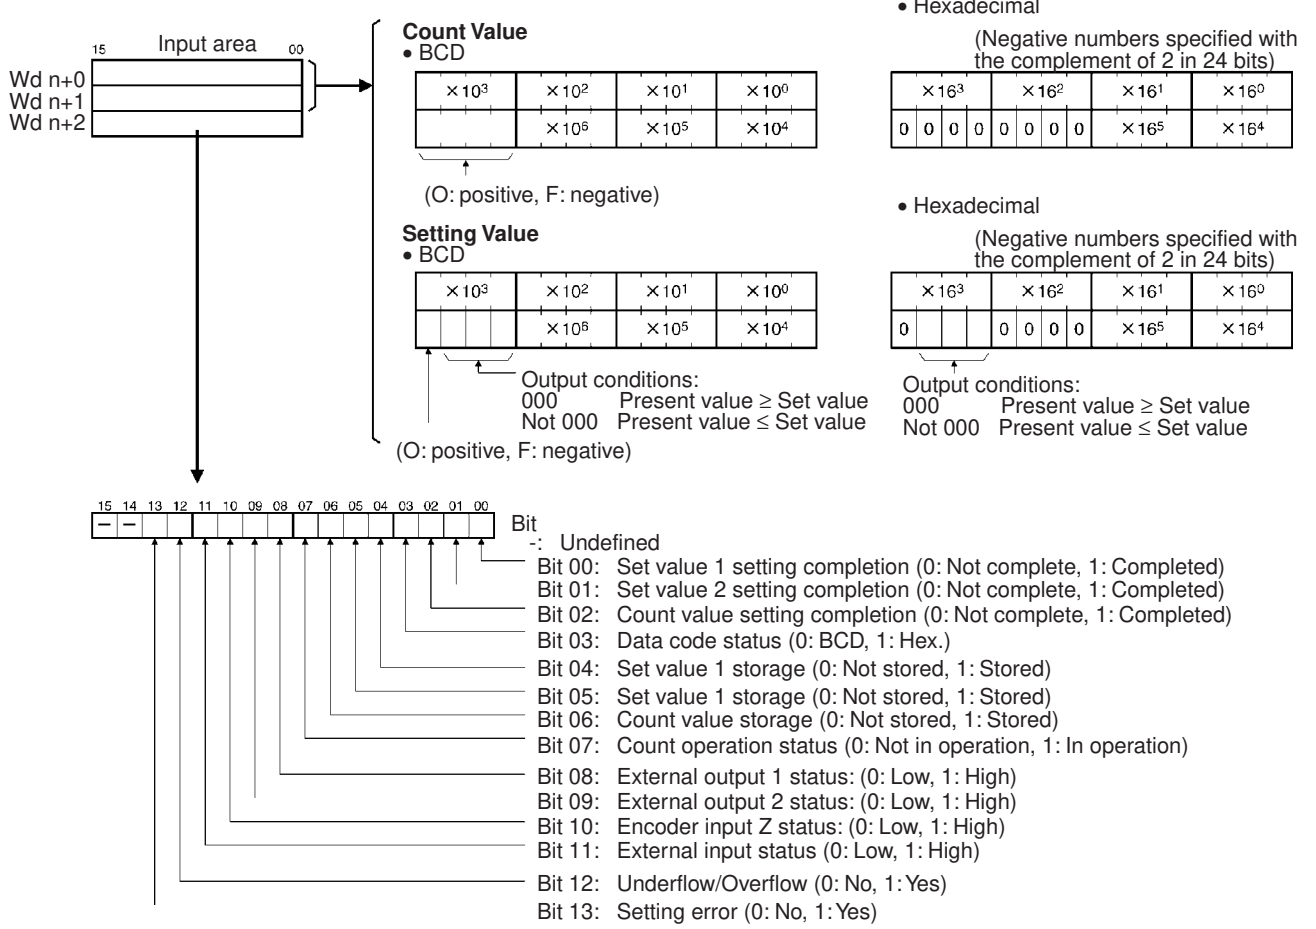 • Hexadecimal
(Negative numbers specified with
the complement of 2 in 24 bits)
Count Value
• BCD
15 Input area 00
Wd n+0
Wd n+1
Wd n+2
×10³ ×10² ×10¹ ×10⁰
×10⁶ ×10⁵ ×10⁴
(O: positive, F: negative)
×16³ ×16² ×16¹ ×16⁰
0 0 0 0 0 0 0 0 ×16⁵ ×16⁴
Setting Value
• BCD
×10³ ×10² ×10¹ ×10⁰
×10⁶ ×10⁵ ×10⁴
Output conditions:
000 Present value ≥ Set value
Not 000 Present value ≤ Set value
(O: positive, F: negative)
• Hexadecimal
(Negative numbers specified with
the complement of 2 in 24 bits)
×16³ ×16² ×16¹ ×16⁰
0 0 0 0 0 ×16⁵ ×16⁴
Output conditions:
000 Present value ≥ Set value
Not 000 Present value ≤ Set value
15 14 13 12 11 10 09 08 07 06 05 04 03 02 01 00
– – Bit
-: Undefined
Bit 00: Set value 1 setting completion (0: Not complete, 1: Completed)
Bit 01: Set value 2 setting completion (0: Not complete, 1: Completed)
Bit 02: Count value setting completion (0: Not complete, 1: Completed)
Bit 03: Data code status (0: BCD, 1: Hex.)
Bit 04: Set value 1 storage (0: Not stored, 1: Stored)
Bit 05: Set value 1 storage (0: Not stored, 1: Stored)
Bit 06: Count value storage (0: Not stored, 1: Stored)
Bit 07: Count operation status (0: Not in operation, 1: In operation)
Bit 08: External output 1 status: (0: Low, 1: High)
Bit 09: External output 2 status: (0: Low, 1: High)
Bit 10: Encoder input Z status: (0: Low, 1: High)
Bit 11: External input status (0: Low, 1: High)
Bit 12: Underflow/Overflow (0: No, 1: Yes)
Bit 13: Setting error (0: No, 1: Yes)